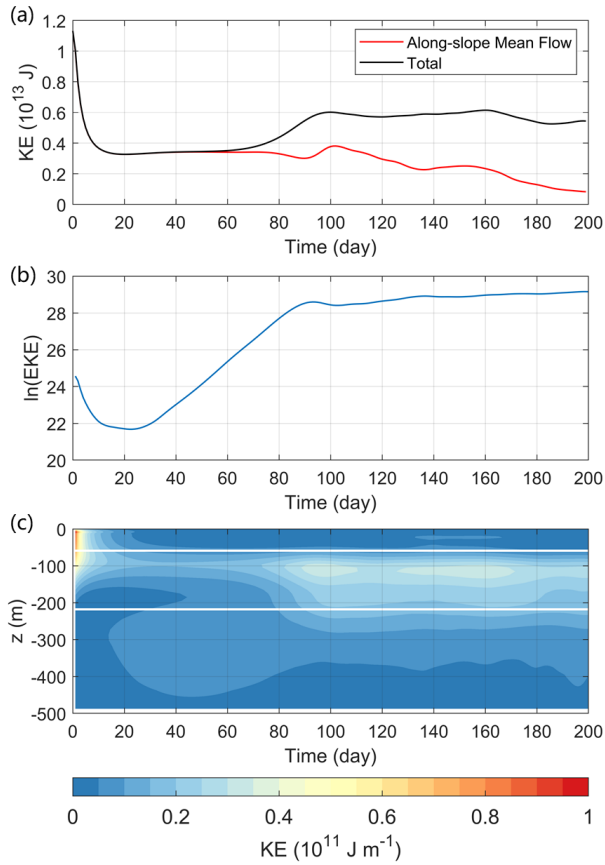 (a)
1.2
1
0.8
0.6
0.4
0.2
0
KE (10^13 J)
Along-slope Mean Flow
Total
0 20 40 60 80 100 120 140 160 180 200
Time (day)
(b)
30
28
26
24
22
20
ln(EKE)
0 20 40 60 80 100 120 140 160 180 200
Time (day)
(c)
0
-100
-200
-300
-400
-500
z (m)
0 20 40 60 80 100 120 140 160 180 200
Time (day)
0 0.2 0.4 0.6 0.8 1
KE (10^11 J m^-1)